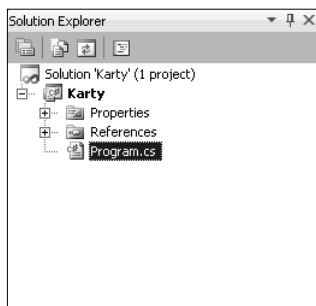 Solution Explorer
Solution 'Karty' (1 project)
Karty
Properties
References
Program.cs